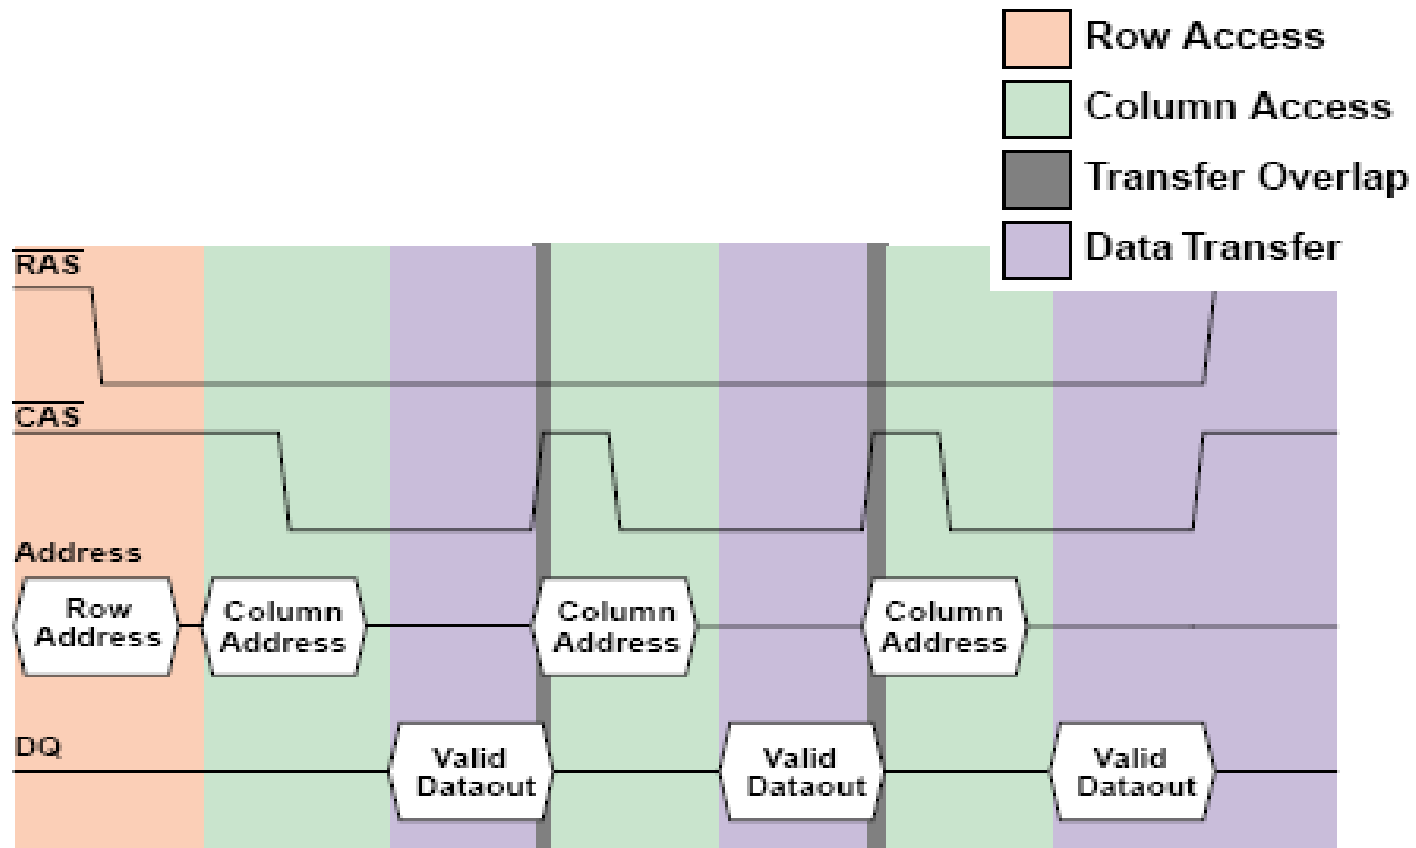 Row Access
Column Access
Transfer Overlap
Data Transfer
RAS
CAS
Address
Row
Address
Column
Address
Column
Address
Column
Address
DQ
Valid
Dataout
Valid
Dataout
Valid
Dataout